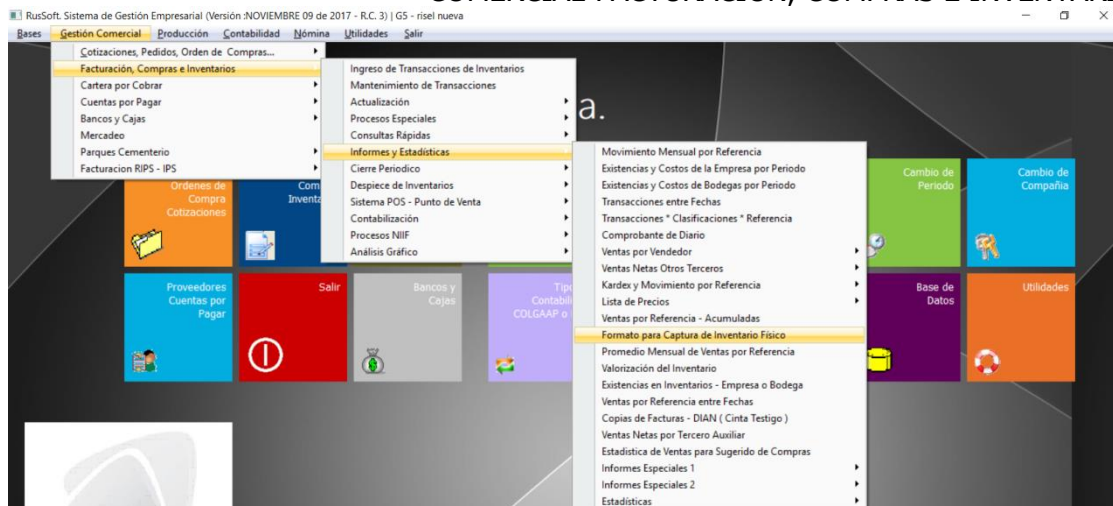 RusSoft. Sistema de Gestión Empresarial (Versión :NOVIEMBRE 09 de 2017 - R.C. 3) | G5 - risel nueva
Bases Gestión Comercial Producción Contabilidad Nómina Utilidades Salir
Cotizaciones, Pedidos, Orden de Compras...
Facturación, Compras e Inventarios
Cartera por Cobrar
Cuentas por Pagar
Bancos y Cajas
Mercadeo
Parques Cementerio
Facturacion RIPS - IPS
Ingreso de Transacciones de Inventarios
Mantenimiento de Transacciones
Actualización
Procesos Especiales
Consultas Rápidas
Informes y Estadísticas
Cierre Periodico
Despiece de Inventarios
Sistema POS - Punto de Venta
Contabilización
Procesos NIIF
Análisis Gráfico
Movimiento Mensual por Referencia
Existencias y Costos de la Empresa por Periodo
Existencias y Costos de Bodegas por Periodo
Transacciones entre Fechas
Transacciones * Clasificaciones * Referencia
Comprobante de Diario
Ventas por Vendedor
Ventas Netas Otros Terceros
Kardex y Movimiento por Referencia
Lista de Precios
Ventas por Referencia - Acumuladas
Formato para Captura de Inventario Físico
Promedio Mensual de Ventas por Referencia
Valorización del Inventario
Existencias en Inventarios - Empresa o Bodega
Ventas por Referencia entre Fechas
Copias de Facturas - DIAN ( Cinta Testigo )
Ventas Netas por Tercero Auxiliar
Estadistica de Ventas para Sugerido de Compras
Informes Especiales 1
Informes Especiales 2
Estadísticas
a.
Ordenes de
Compra
Cotizaciones
Com
Inventa
Cambio de
Periodo
Cambio de
Compañia
Proveedores
Cuentas por
Pagar
Salir
Bancos y
Cajas
Tipo
Contabili
COLGAAP o
Base de
Datos
Utilidades